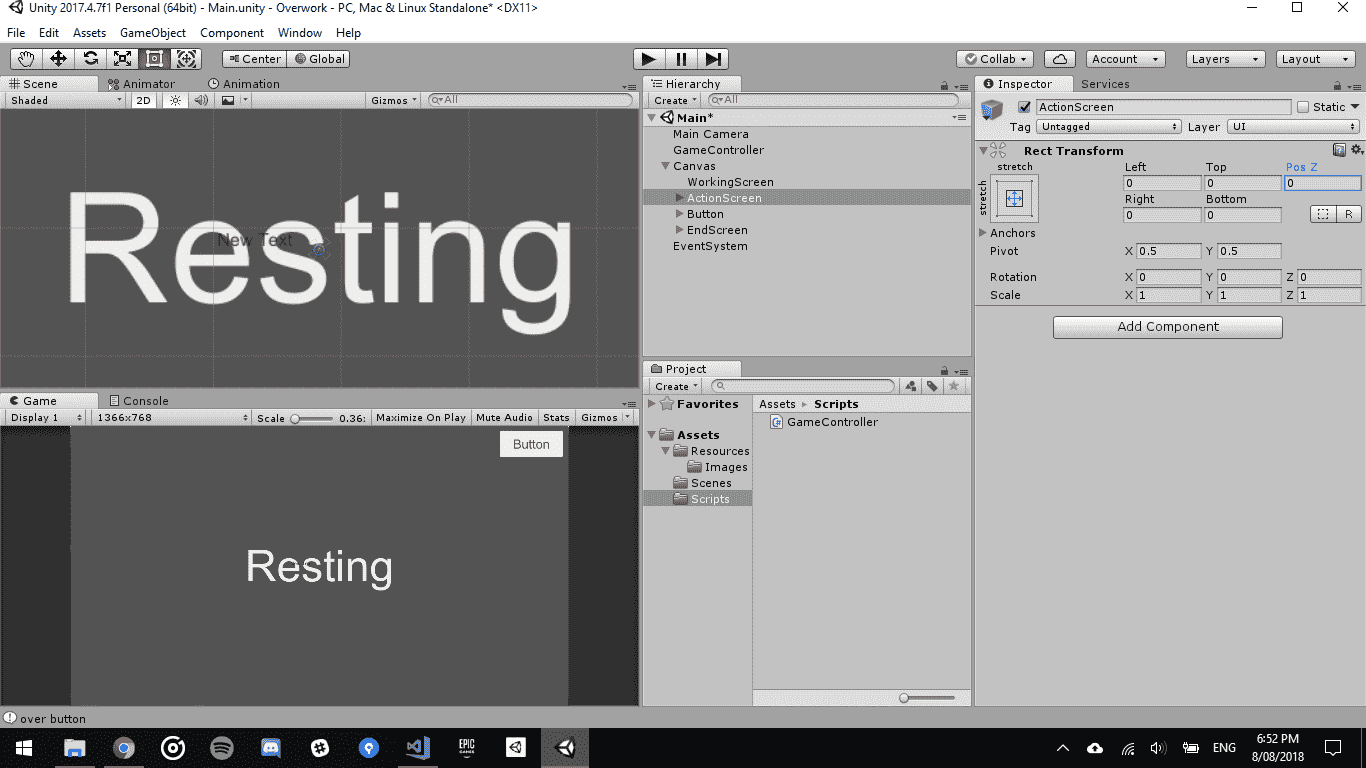 Unity 2017.4.7f1 Personal (64bit) - Main.unity - Overwork - PC, Mac & Linux Standalone* <DX11>
File Edit Assets GameObject Component Window Help
Center Global Collab Account Layers Layout
Scene Animator Animation
Shaded 2D Gizmos All
Resting
New Text
Game Console
Display 1 1366x768 Scale 0.36: Maximize On Play Mute Audio Stats Gizmos
Button
Resting
Hierarchy
Create All
Main*
Main Camera
GameController
Canvas
WorkingScreen
ActionScreen
Button
EndScreen
EventSystem
Project
Create
Favorites
Assets
Resources
Images
Scenes
Scripts
Assets Scripts
GameController
Inspector Services
ActionScreen Static
Tag Untagged Layer UI
Rect Transform
stretch
stretch
Left Top Pos Z
0 0 0
Right Bottom
0 0 R
Anchors
Pivot X 0.5 Y 0.5
Rotation X 0 Y 0 Z 0
Scale X 1 Y 1 Z 1
Add Component
over button
EPIC
GAMES
ENG
6:52 PM
8/08/2018